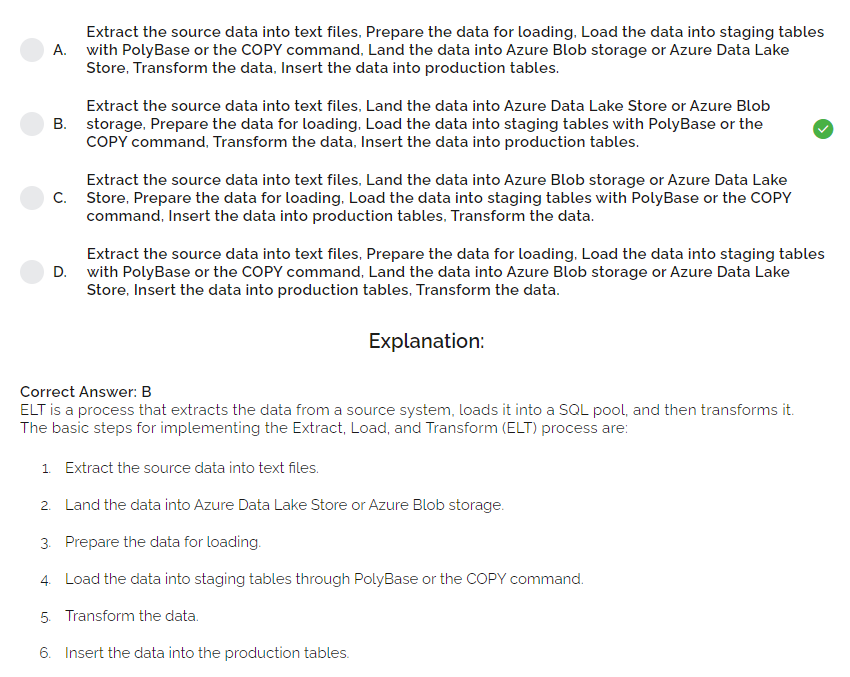 Extract the source data into text files, Prepare the data for loading, Load the data into staging tables
A. with PolyBase or the COPY command, Land the data into Azure Blob storage or Azure Data Lake
Store, Transform the data, Insert the data into production tables.
Extract the source data into text files, Land the data into Azure Data Lake Store or Azure Blob
B. storage, Prepare the data for loading, Load the data into staging tables with PolyBase or the
COPY command, Transform the data, Insert the data into production tables.
Extract the source data into text files, Land the data into Azure Blob storage or Azure Data Lake
C. Store, Prepare the data for loading, Load the data into staging tables with PolyBase or the COPY
command, Insert the data into production tables, Transform the data.
Extract the source data into text files, Prepare the data for loading, Load the data into staging tables
D. with PolyBase or the COPY command, Land the data into Azure Blob storage or Azure Data Lake
Store, Insert the data into production tables, Transform the data.
Explanation:
Correct Answer: B
ELT is a process that extracts the data from a source system, loads it into a SQL pool, and then transforms it.
The basic steps for implementing the Extract, Load, and Transform (ELT) process are:
1. Extract the source data into text files.
2. Land the data into Azure Data Lake Store or Azure Blob storage.
3. Prepare the data for loading.
4. Load the data into staging tables through PolyBase or the COPY command.
5. Transform the data.
6. Insert the data into the production tables.